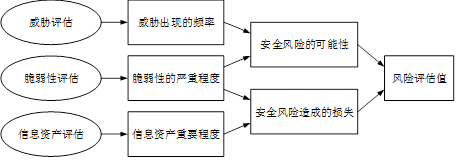 威胁评估
威胁出现的频率
安全风险的可能性
脆弱性评估
脆弱性的严重程度
风险评估值
安全风险造成的损失
信息资产评估
信息资产重要程度